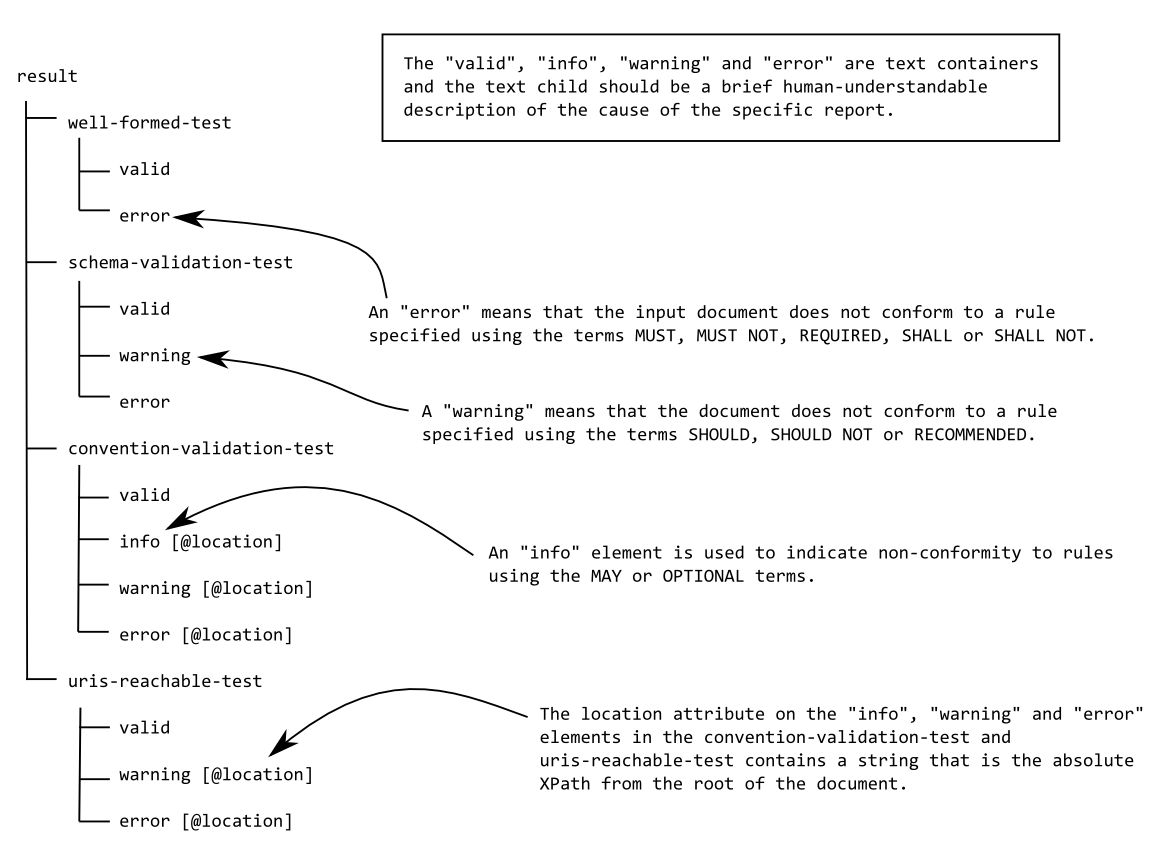 The "valid", "info", "warning" and "error" are text containers
and the text child should be a brief human-understandable
description of the cause of the specific report.
result
well-formed-test
valid
error
schema-validation-test
valid
An "error" means that the input document does not conform to a rule
specified using the terms MUST, MUST NOT, REQUIRED, SHALL or SHALL NOT.
warning
error
A "warning" means that the document does not conform to a rule
specified using the terms SHOULD, SHOULD NOT or RECOMMENDED.
convention-validation-test
valid
info [@location]
An "info" element is used to indicate non-conformity to rules
using the MAY or OPTIONAL terms.
warning [@location]
error [@location]
uris-reachable-test
valid
The location attribute on the "info", "warning" and "error"
elements in the convention-validation-test and
uris-reachable-test contains a string that is the absolute
XPath from the root of the document.
warning [@location]
error [@location]